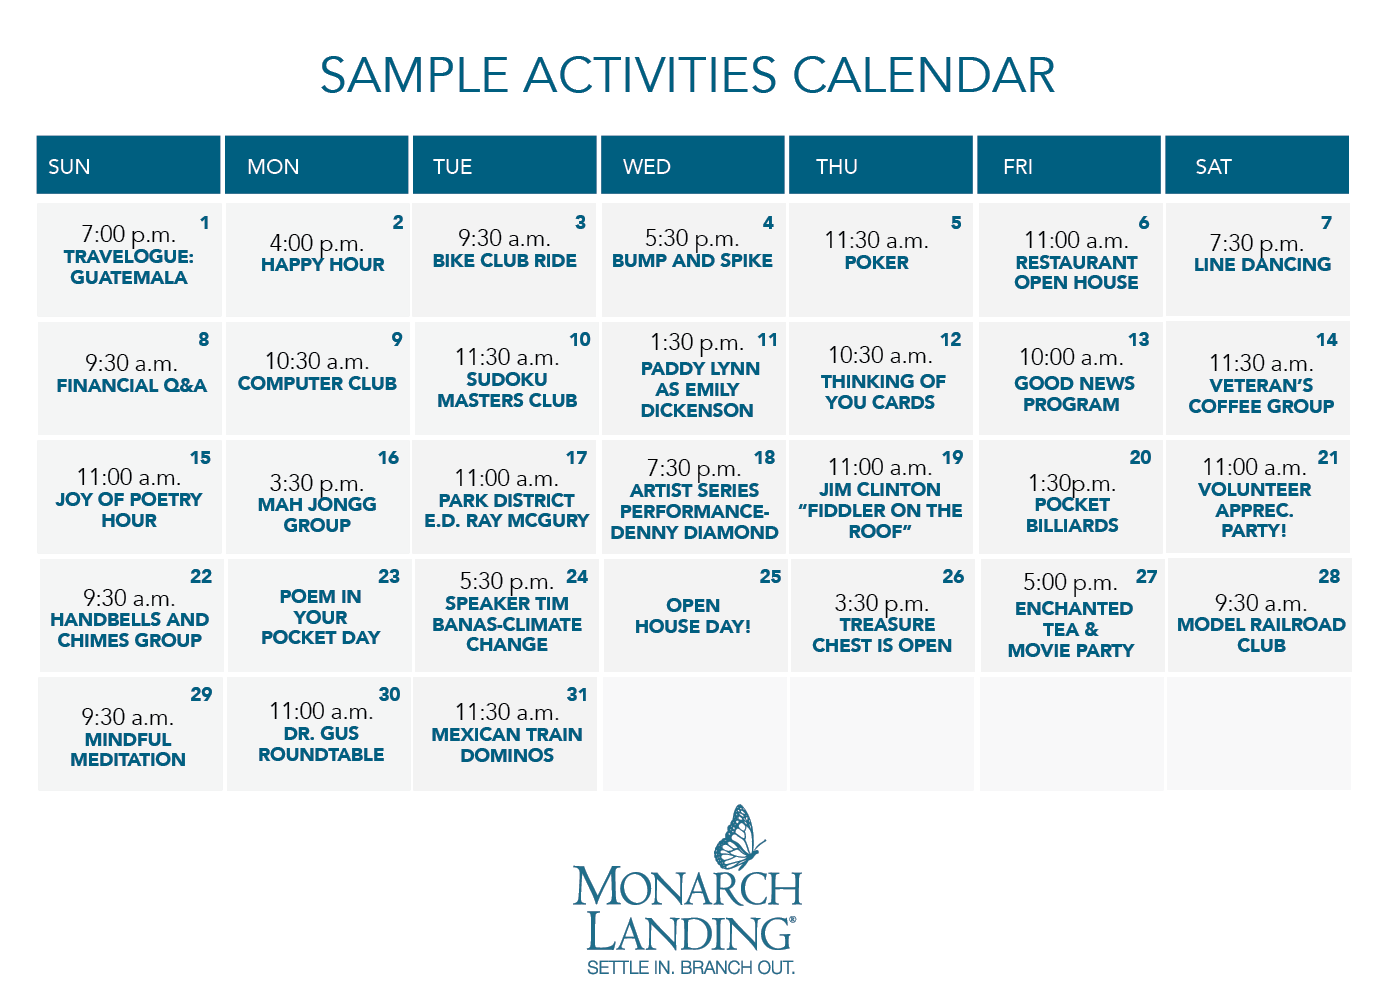 SAMPLE ACTIVITIES CALENDAR
SUN MON TUE WED THU FRI SAT
1
7:00 p.m.
TRAVELOGUE:
GUATEMALA
2
4:00 p.m.
HAPPY HOUR
3
9:30 a.m.
BIKE CLUB RIDE
4
5:30 p.m.
BUMP AND SPIKE
5
11:30 a.m.
POKER
6
11:00 a.m.
RESTAURANT
OPEN HOUSE
7
7:30 p.m.
LINE DANCING
8
9:30 a.m.
FINANCIAL Q&A
9
10:30 a.m.
COMPUTER CLUB
10
11:30 a.m.
SUDOKU
MASTERS CLUB
1:30 p.m. 11
PADDY LYNN
AS EMILY
DICKENSON
12
10:30 a.m.
THINKING OF
YOU CARDS
13
10:00 a.m.
GOOD NEWS
PROGRAM
14
11:30 a.m.
VETERAN'S
COFFEE GROUP
15
11:00 a.m.
JOY OF POETRY
HOUR
16
3:30 p.m.
MAH JONGG
GROUP
17
11:00 a.m.
PARK DISTRICT
E.D. RAY MCGURY
7:30 p.m. 18
ARTIST SERIES
PERFORMANCE-
DENNY DIAMOND
11:00 a.m. 19
JIM CLINTON
“FIDDLER ON THE
ROOF”
20
1:30p.m.
POCKET
BILLIARDS
11:00 a.m. 21
VOLUNTEER
APPREC.
PARTY!
22
9:30 a.m.
HANDBELLS AND
CHIMES GROUP
23
POEM IN
YOUR
POCKET DAY
5:30 p.m. 24
SPEAKER TIM
BANAS-CLIMATE
CHANGE
25
OPEN
HOUSE DAY!
26
3:30 p.m.
TREASURE
CHEST IS OPEN
5:00 p.m. 27
ENCHANTED
TEA &
MOVIE PARTY
28
9:30 a.m.
MODEL RAILROAD
CLUB
29
9:30 a.m.
MINDFUL
MEDITATION
30
11:00 a.m.
DR. GUS
ROUNDTABLE
31
11:30 a.m.
MEXICAN TRAIN
DOMINOS
MONARCH
LANDING®
SETTLE IN. BRANCH OUT.